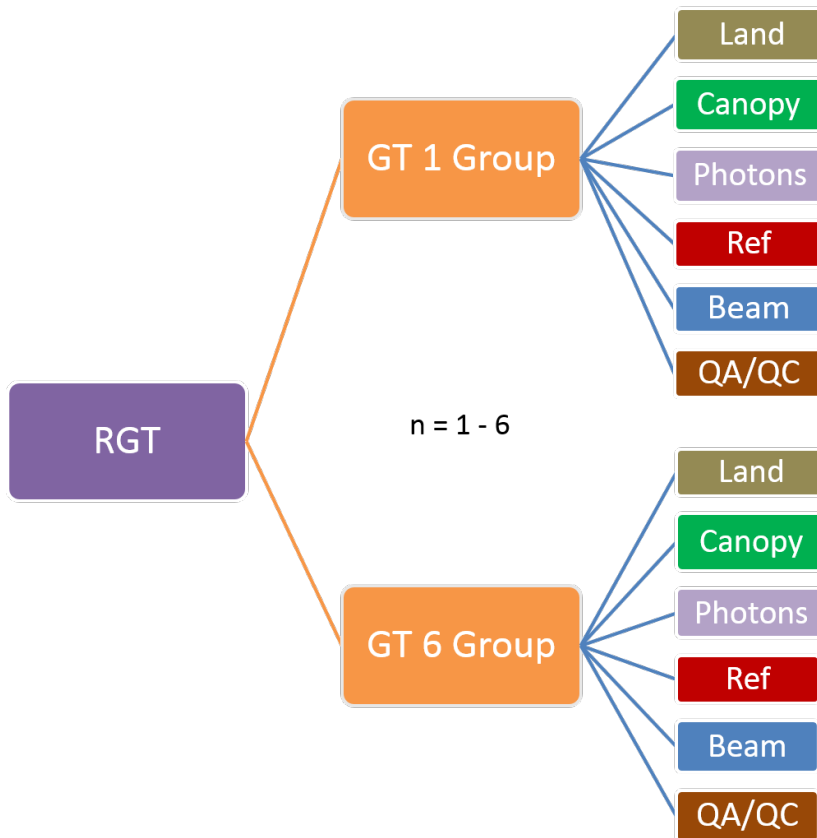 Land
Canopy
GT 1 Group
Photons
Ref
Beam
QA/QC
RGT
n = 1 - 6
Land
Canopy
Photons
GT 6 Group
Ref
Beam
QA/QC